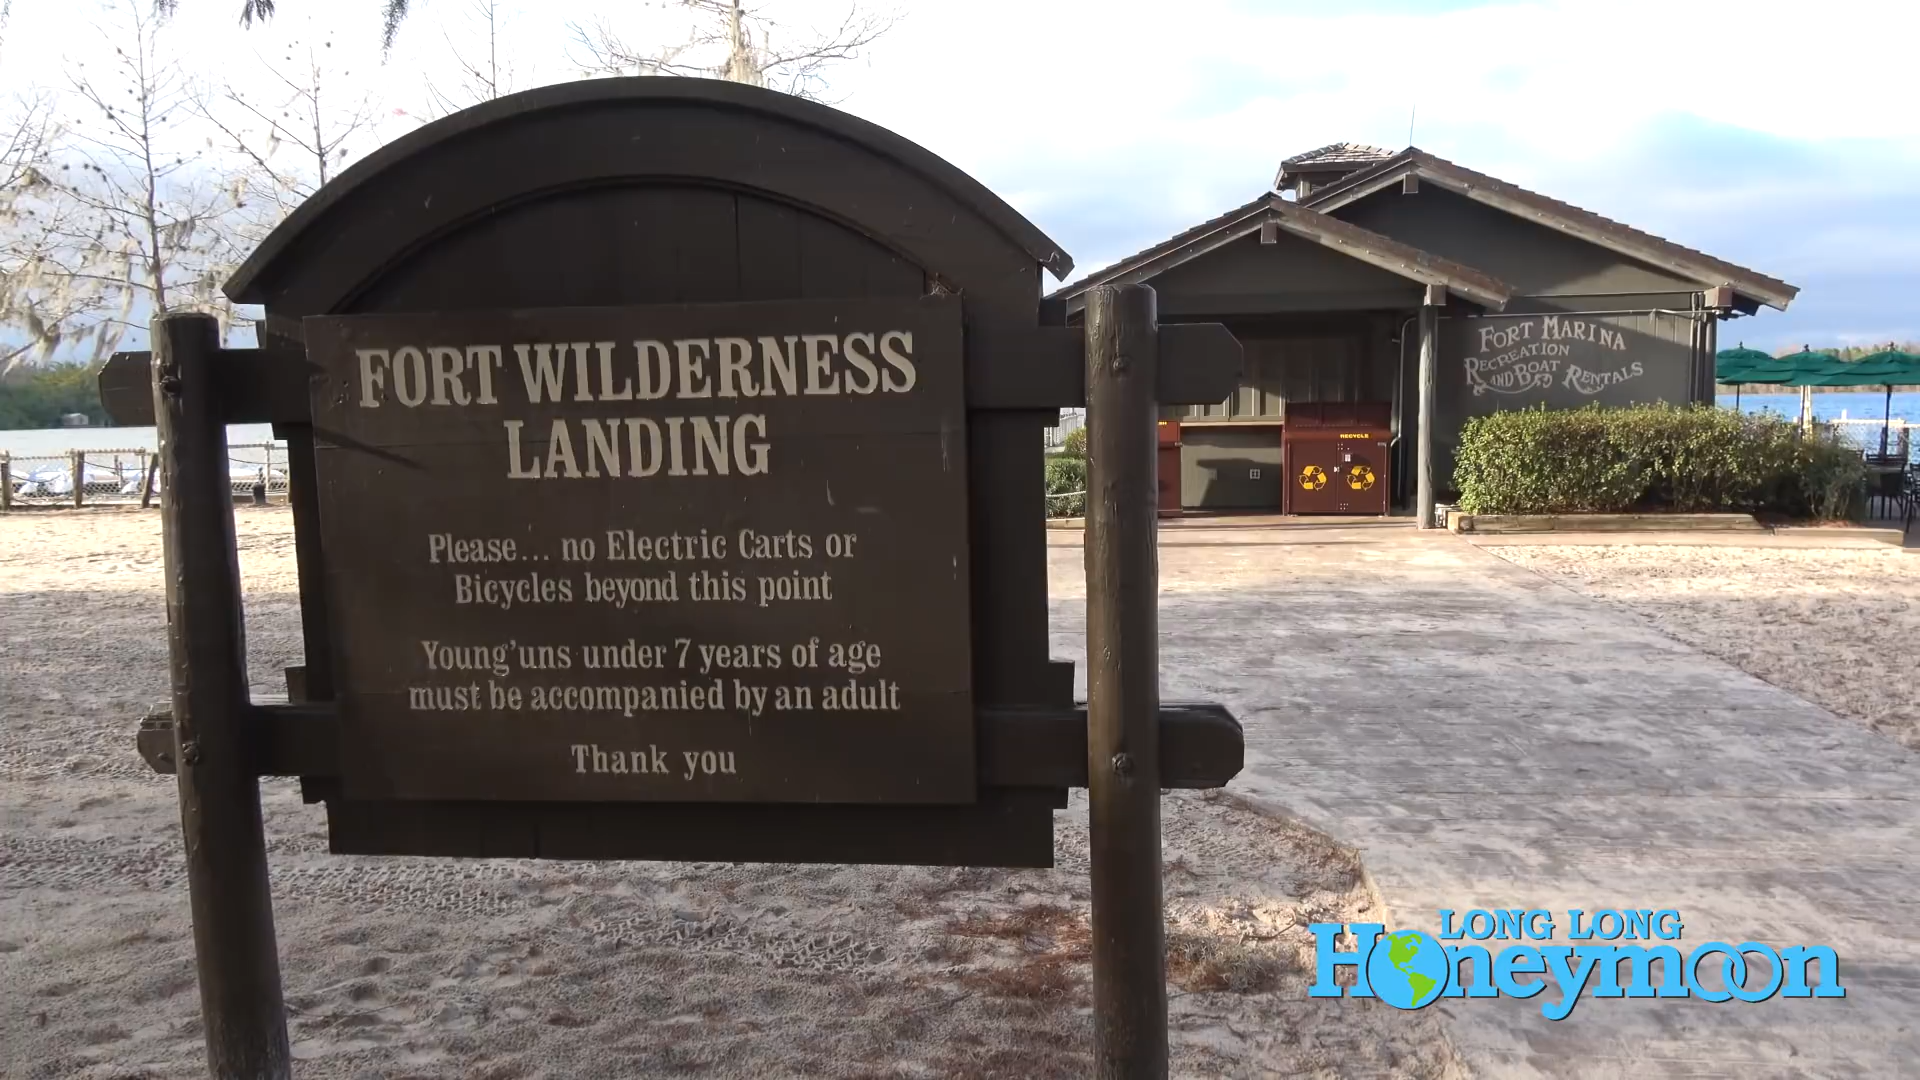 FORT WILDERNESS
LANDING
Please... no Electric Carts or
Bicycles beyond this point
Young'uns under 7 years of age
must be accompanied by an adult
Thank you
FORT MARINA
RECREATION
AND BOAT RENTALS
RECYCLE
LONG LONG
Honeymoon